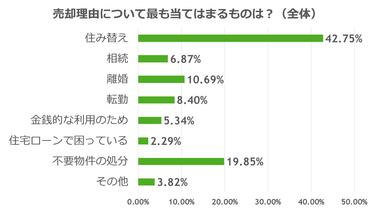 売却理由について最も当てはまるものは？（全体）
住み替え 42.75%
相続 6.87%
離婚 10.69%
転勤 8.40%
金銭的な利用のため 5.34%
住宅ローンで困っている 2.29%
不要物件の処分 19.85%
その他 3.82%
0.00% 10.00% 20.00% 30.00% 40.00% 50.00%